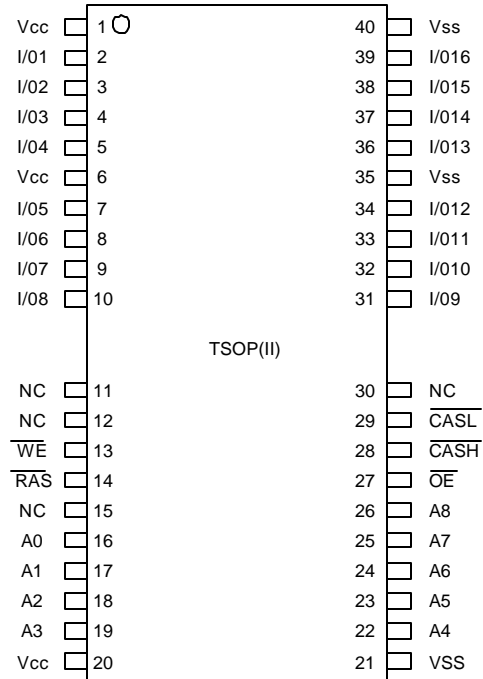 Vcc 1 40 Vss
I/01 2 39 I/016
I/02 3 38 I/015
I/03 4 37 I/014
I/04 5 36 I/013
Vcc 6 35 Vss
I/05 7 34 I/012
I/06 8 33 I/011
I/07 9 32 I/010
I/08 10 31 I/09
TSOP(II)
NC 11 30 NC
NC 12 29 CASL
WE 13 28 CASH
RAS 14 27 OE
NC 15 26 A8
A0 16 25 A7
A1 17 24 A6
A2 18 23 A5
A3 19 22 A4
Vcc 20 21 VSS